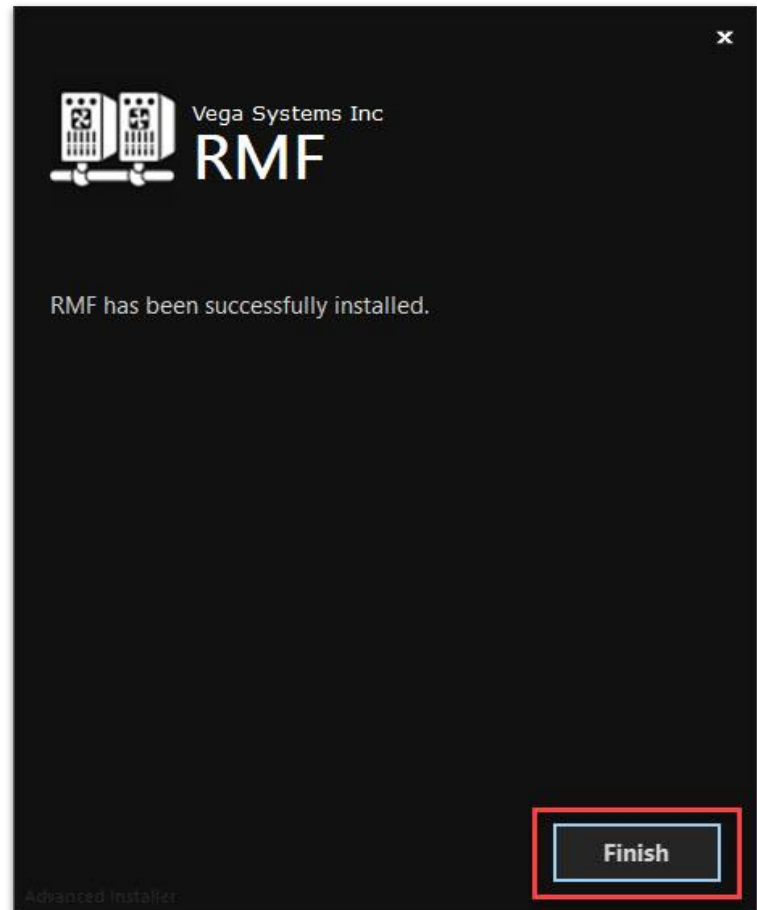 Vega Systems Inc
RMF
RMF has been successfully installed.
Finish
Advanced Installer